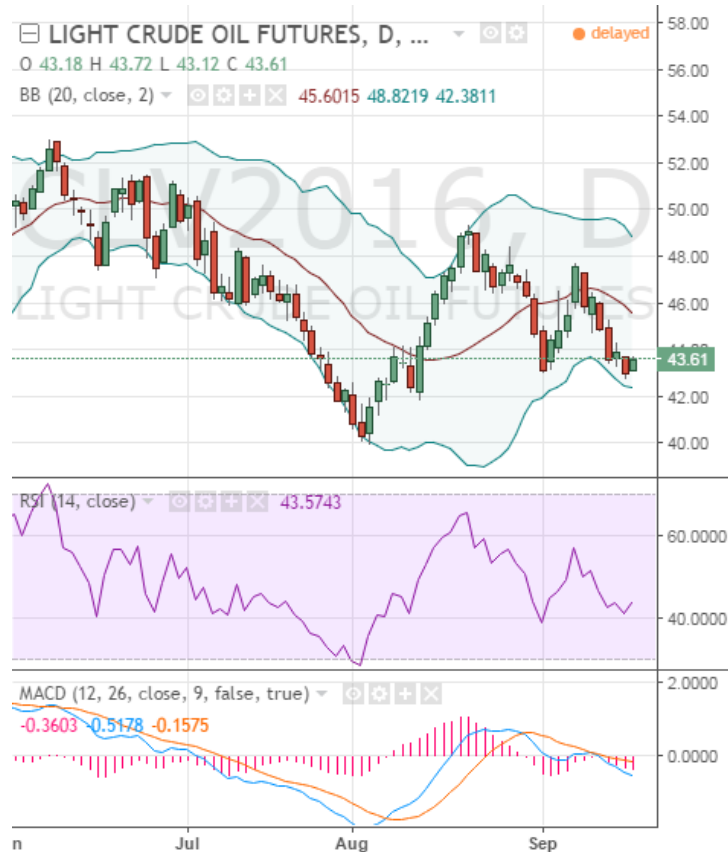 LIGHT CRUDE OIL FUTURES, D, ...
delayed
O 43.18 H 43.72 L 43.12 C 43.61
BB (20, close, 2) 45.6015 48.8219 42.3811
58.00
56.00
54.00
52.00
50.00
48.00
46.00
44.00
43.61
42.00
40.00
CLV2016, D
LIGHT CRUDE OIL FUTURES
RSI (14, close) 43.5743
60.0000
40.0000
MACD (12, 26, close, 9, false, true)
-0.3603 -0.5178 -0.1575
2.0000
0.0000
n Jul Aug Sep